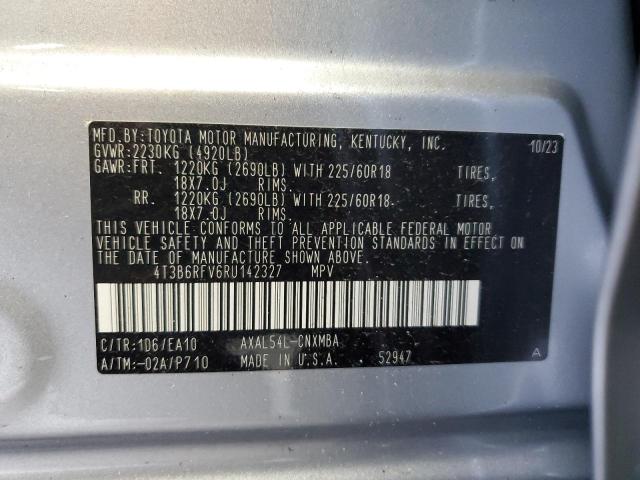 MFD.BY:TOYOTA MOTOR MANUFACTURING, KENTUCKY, INC. 10/23
GVWR:2230KG (4920LB)
GAWR:FRT. 1220KG (2690LB) WITH 225/60R18 TIRES,
18X7.0J RIMS.
RR. 1220KG (2690LB) WITH 225/60R18 TIRES,
18X7.0J RIMS.
THIS VEHICLE CONFORMS TO ALL APPLICABLE FEDERAL MOTOR
VEHICLE SAFETY AND THEFT PREVENTION STANDARDS IN EFFECT ON
THE DATE OF MANUFACTURE SHOWN ABOVE.
4T3B6RFV6RU142327 MPV
C/TR:1D6/EA10 AXAL54L-CNXMBA
A/TM:-02A/P710 MADE IN U.S.A. 52947 A